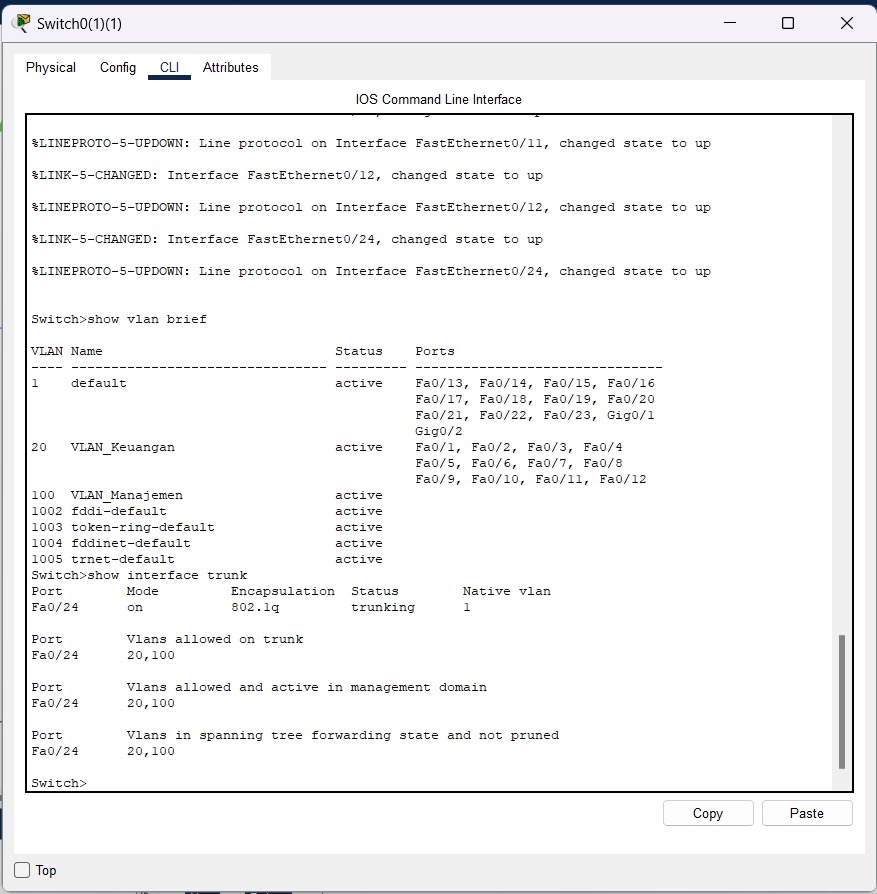 Switch0(1)(1)
Physical Config CLI Attributes
IOS Command Line Interface
%LINEPROTO-5-UPDOWN: Line protocol on Interface FastEthernet0/11, changed state to up
%LINK-5-CHANGED: Interface FastEthernet0/12, changed state to up
%LINEPROTO-5-UPDOWN: Line protocol on Interface FastEthernet0/12, changed state to up
%LINK-5-CHANGED: Interface FastEthernet0/24, changed state to up
%LINEPROTO-5-UPDOWN: Line protocol on Interface FastEthernet0/24, changed state to up
Switch>show vlan brief
VLAN Name                             Status    Ports
---- -------------------------------- --------- -------------------------------
1    default                          active    Fa0/13, Fa0/14, Fa0/15, Fa0/16
                                                Fa0/17, Fa0/18, Fa0/19, Fa0/20
                                                Fa0/21, Fa0/22, Fa0/23, Gig0/1
                                                Gig0/2
20   VLAN_Keuangan                    active    Fa0/1, Fa0/2, Fa0/3, Fa0/4
                                                Fa0/5, Fa0/6, Fa0/7, Fa0/8
                                                Fa0/9, Fa0/10, Fa0/11, Fa0/12
100  VLAN_Manajemen                   active
1002 fddi-default                     active
1003 token-ring-default               active
1004 fddinet-default                  active
1005 trnet-default                    active
Switch>show interface trunk
Port        Mode         Encapsulation  Status        Native vlan
Fa0/24      on           802.1q         trunking      1
Port        Vlans allowed on trunk
Fa0/24      20,100
Port        Vlans allowed and active in management domain
Fa0/24      20,100
Port        Vlans in spanning tree forwarding state and not pruned
Fa0/24      20,100
Switch>
Copy Paste
Top